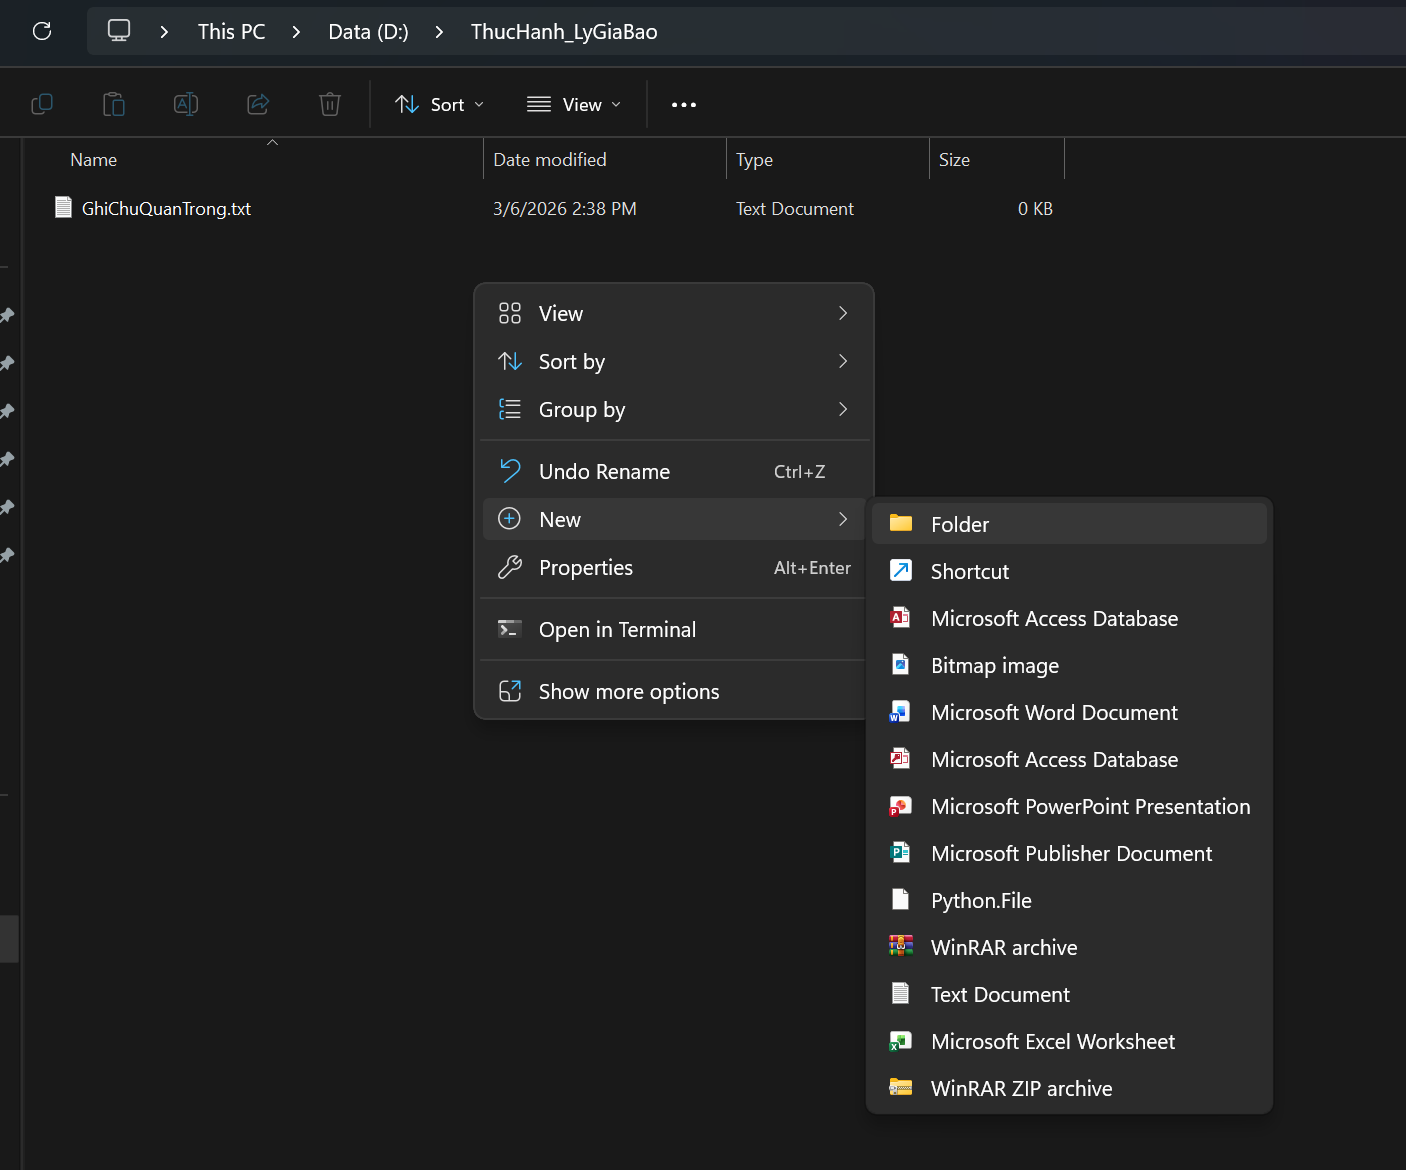 This PC > Data (D:) > ThucHanh_LyGiaBao
Sort View
Name Date modified Type Size
GhiChuQuanTrong.txt 3/6/2026 2:38 PM Text Document 0 KB
View
Sort by
Group by
Undo Rename Ctrl+Z
New
Properties Alt+Enter
Open in Terminal
Show more options
Folder
Shortcut
Microsoft Access Database
Bitmap image
Microsoft Word Document
Microsoft Access Database
Microsoft PowerPoint Presentation
Microsoft Publisher Document
Python.File
WinRAR archive
Text Document
Microsoft Excel Worksheet
WinRAR ZIP archive